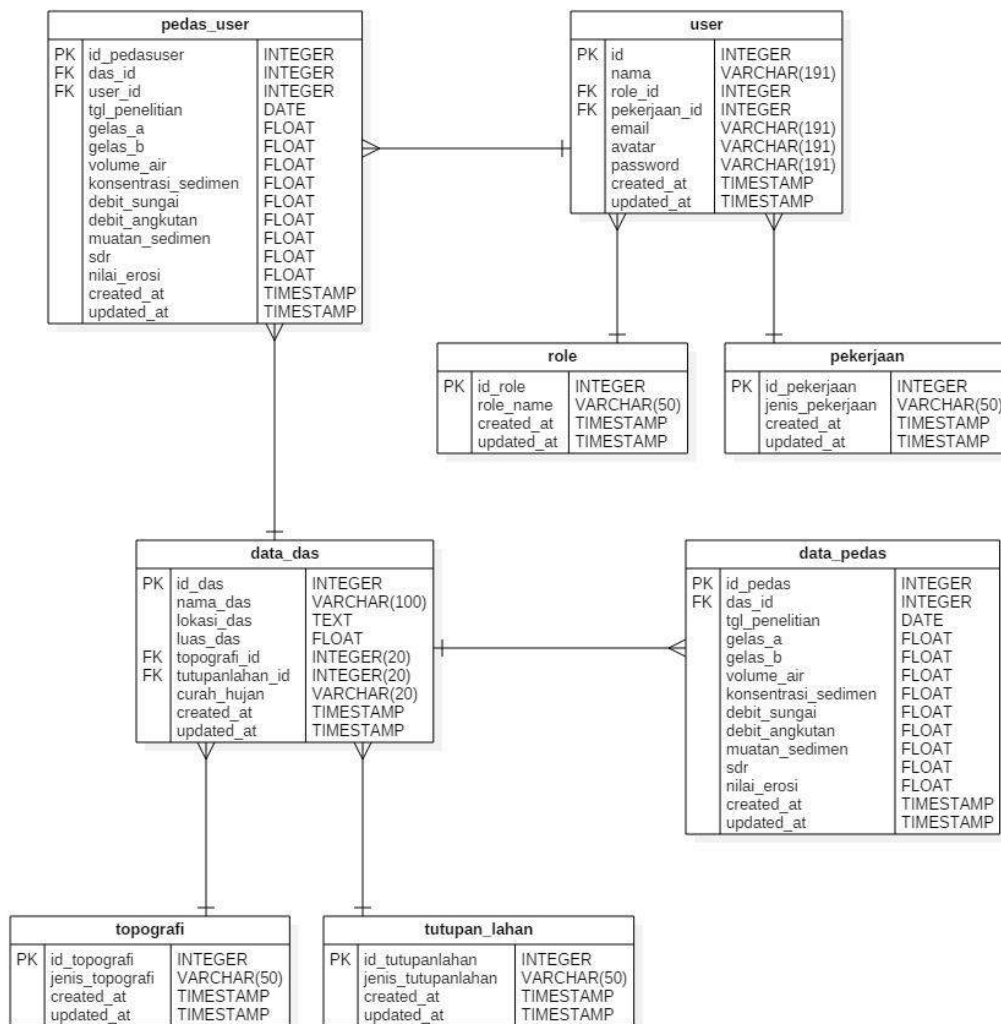 pedas_user
PK id_pedasuser INTEGER
FK das_id INTEGER
FK user_id INTEGER
tgl_penelitian DATE
gelas_a FLOAT
gelas_b FLOAT
volume_air FLOAT
konsentrasi_sedimen FLOAT
debit_sungai FLOAT
debit_angkutan FLOAT
muatan_sedimen FLOAT
sdr FLOAT
nilai_erosi FLOAT
created_at TIMESTAMP
updated_at TIMESTAMP
user
PK id INTEGER
nama VARCHAR(191)
FK role_id INTEGER
FK pekerjaan_id INTEGER
email VARCHAR(191)
avatar VARCHAR(191)
password VARCHAR(191)
created_at TIMESTAMP
updated_at TIMESTAMP
role
PK id_role INTEGER
role_name VARCHAR(50)
created_at TIMESTAMP
updated_at TIMESTAMP
pekerjaan
PK id_pekerjaan INTEGER
jenis_pekerjaan VARCHAR(50)
created_at TIMESTAMP
updated_at TIMESTAMP
data_das
PK id_das INTEGER
nama_das VARCHAR(100)
lokasi_das TEXT
luas_das FLOAT
FK topografi_id INTEGER(20)
FK tutupanlahan_id INTEGER(20)
curah_hujan VARCHAR(20)
created_at TIMESTAMP
updated_at TIMESTAMP
data_pedas
PK id_pedas INTEGER
FK das_id INTEGER
tgl_penelitian DATE
gelas_a FLOAT
gelas_b FLOAT
volume_air FLOAT
konsentrasi_sedimen FLOAT
debit_sungai FLOAT
debit_angkutan FLOAT
muatan_sedimen FLOAT
sdr FLOAT
nilai_erosi FLOAT
created_at TIMESTAMP
updated_at TIMESTAMP
topografi
PK id_topografi INTEGER
jenis_topografi VARCHAR(50)
created_at TIMESTAMP
updated_at TIMESTAMP
tutupan_lahan
PK id_tutupanlahan INTEGER
jenis_tutupanlahan VARCHAR(50)
created_at TIMESTAMP
updated_at TIMESTAMP